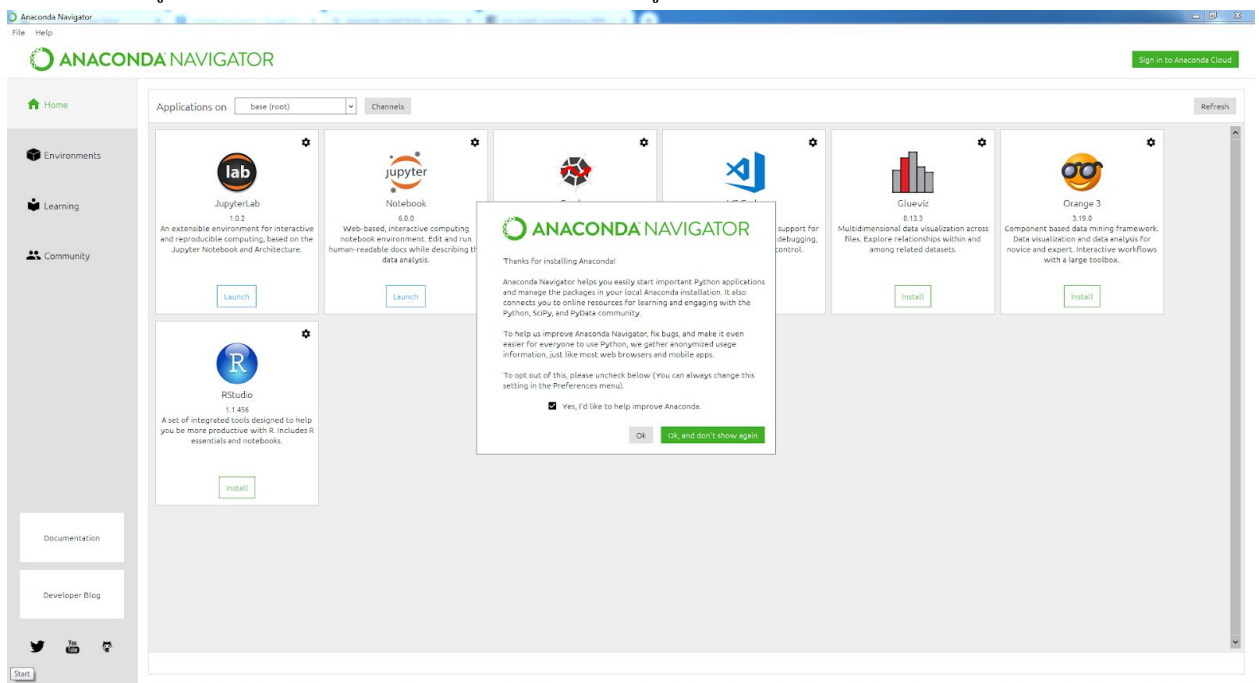 Anaconda Navigator
File Help
ANACONDA NAVIGATOR
Sign in to Anaconda Cloud
Home
Environments
Learning
Community
Documentation
Developer Blog
You
Tube
Start
Applications on base (root) Channels
Refresh
lab
JupyterLab
1.0.2
An extensible environment for interactive
and reproducible computing, based on the
Jupyter Notebook and Architecture.
Launch
jupyter
Notebook
6.0.0
Web-based, interactive computing
notebook environment. Edit and run
human-readable docs while describing th
data analysis.
Launch
support for
debugging,
control.
Glueviz
0.13.3
Multidimensional data visualization across
files. Explore relationships within and
among related datasets.
Install
Orange 3
3.19.0
Component based data mining framework.
Data visualization and data analysis for
novice and expert. Interactive workflows
with a large toolbox.
Install
R
RStudio
1.1.456
A set of integrated tools designed to help
you be more productive with R. Includes R
essentials and notebooks.
Install
ANACONDA NAVIGATOR
Thanks for installing Anaconda!
Anaconda Navigator helps you easily start important Python applications
and manage the packages in your local Anaconda installation. It also
connects you to online resources for learning and engaging with the
Python, SciPy, and PyData community.
To help us improve Anaconda Navigator, fix bugs, and make it even
easier for everyone to use Python, we gather anonymized usage
information, just like most web browsers and mobile apps.
To opt out of this, please uncheck below (You can always change this
setting in the Preferences menu).
Yes, I'd like to help improve Anaconda.
Ok
Ok, and don't show again